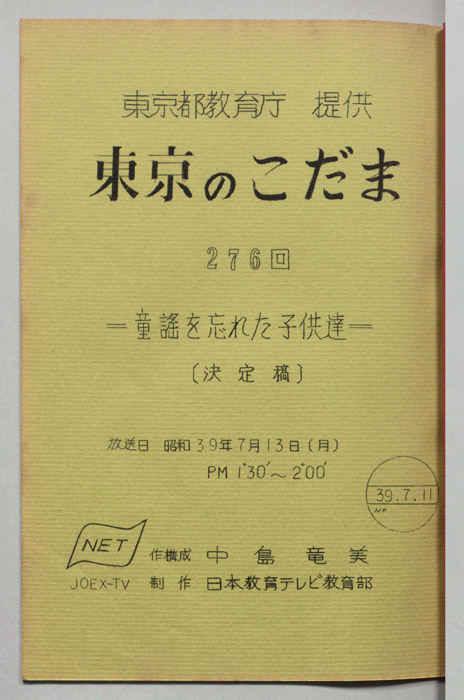 東京都教育庁 提供
東京のこだま
276回
＝童謡を忘れた子供達＝
〔決定稿〕
放送日 昭和39年7月13日(月)
PM 1°30′〜2°00′
39.7.11
No
NET 作構成 中島竜美
JOEX-TV 制作 日本教育テレビ教育部